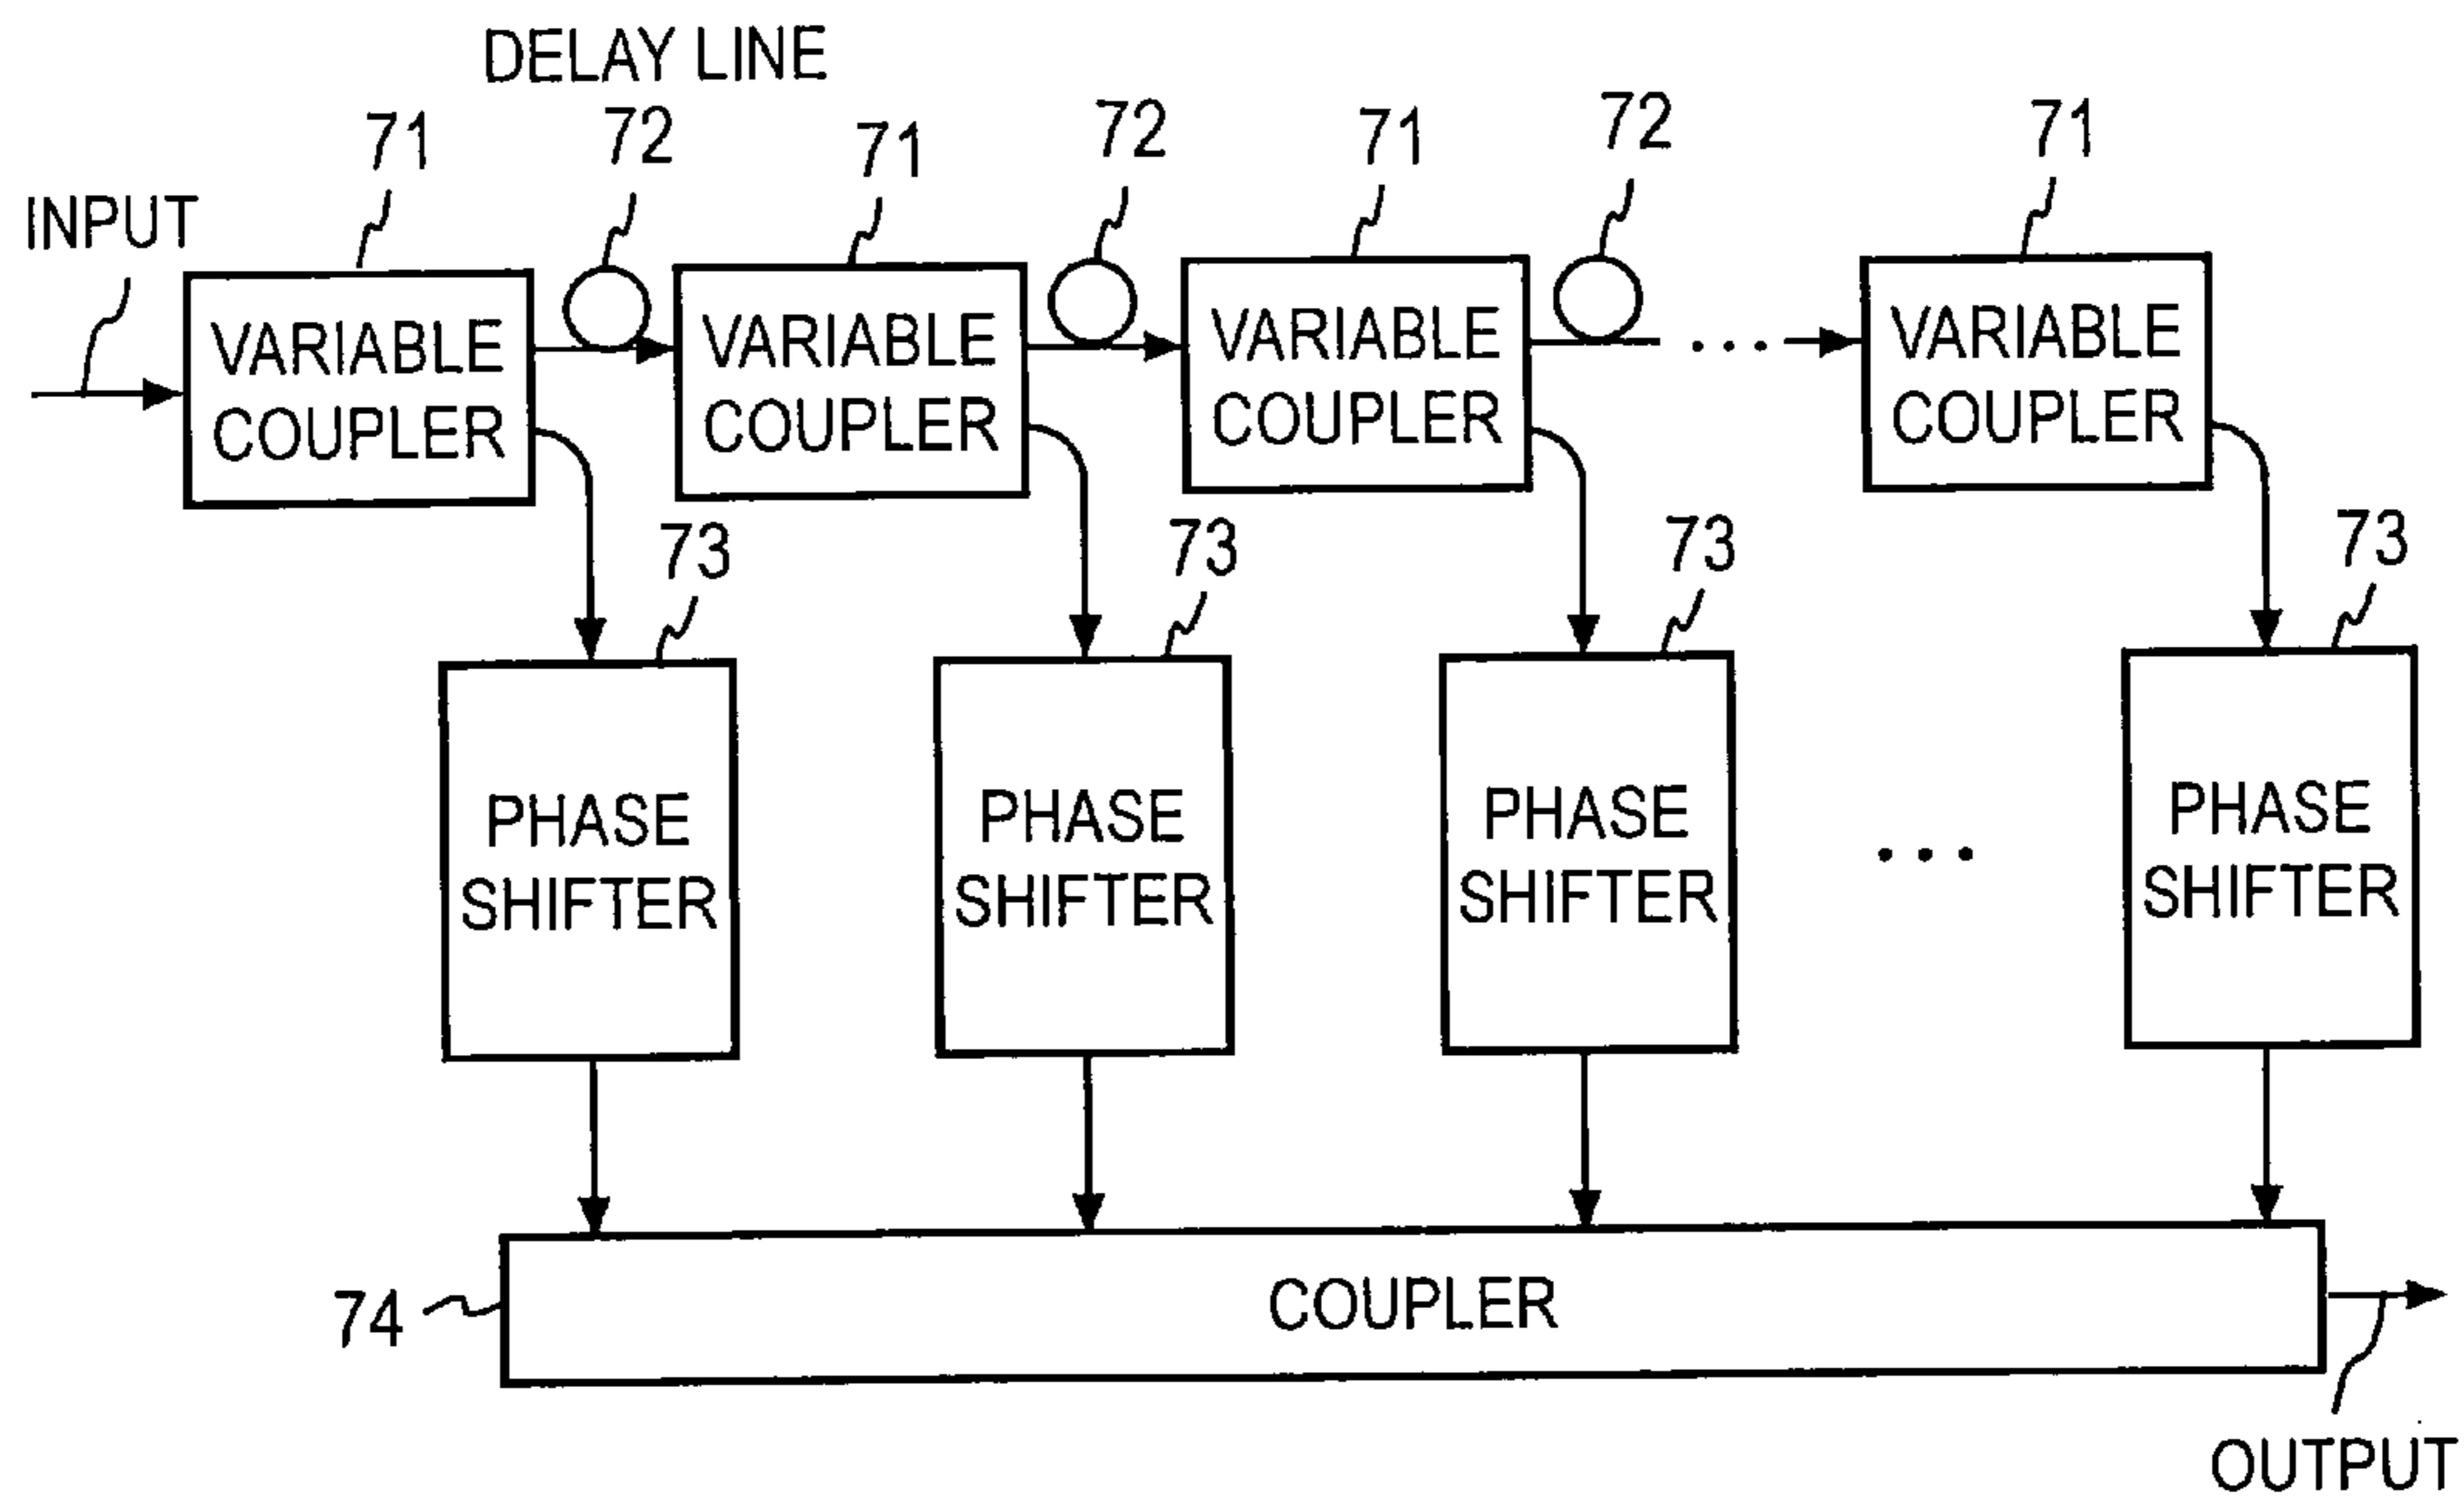 DELAY LINE
71
72
71
72
71
72
71
INPUT
VARIABLE
COUPLER
VARIABLE
COUPLER
VARIABLE
COUPLER
. . .
VARIABLE
COUPLER
73
73
73
73
PHASE
SHIFTER
PHASE
SHIFTER
PHASE
SHIFTER
. . .
PHASE
SHIFTER
74
COUPLER
OUTPUT